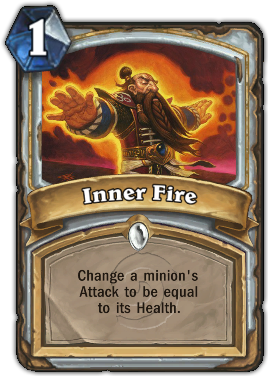 1
Inner Fire
Change a minion's
Attack to be equal
to its Health.